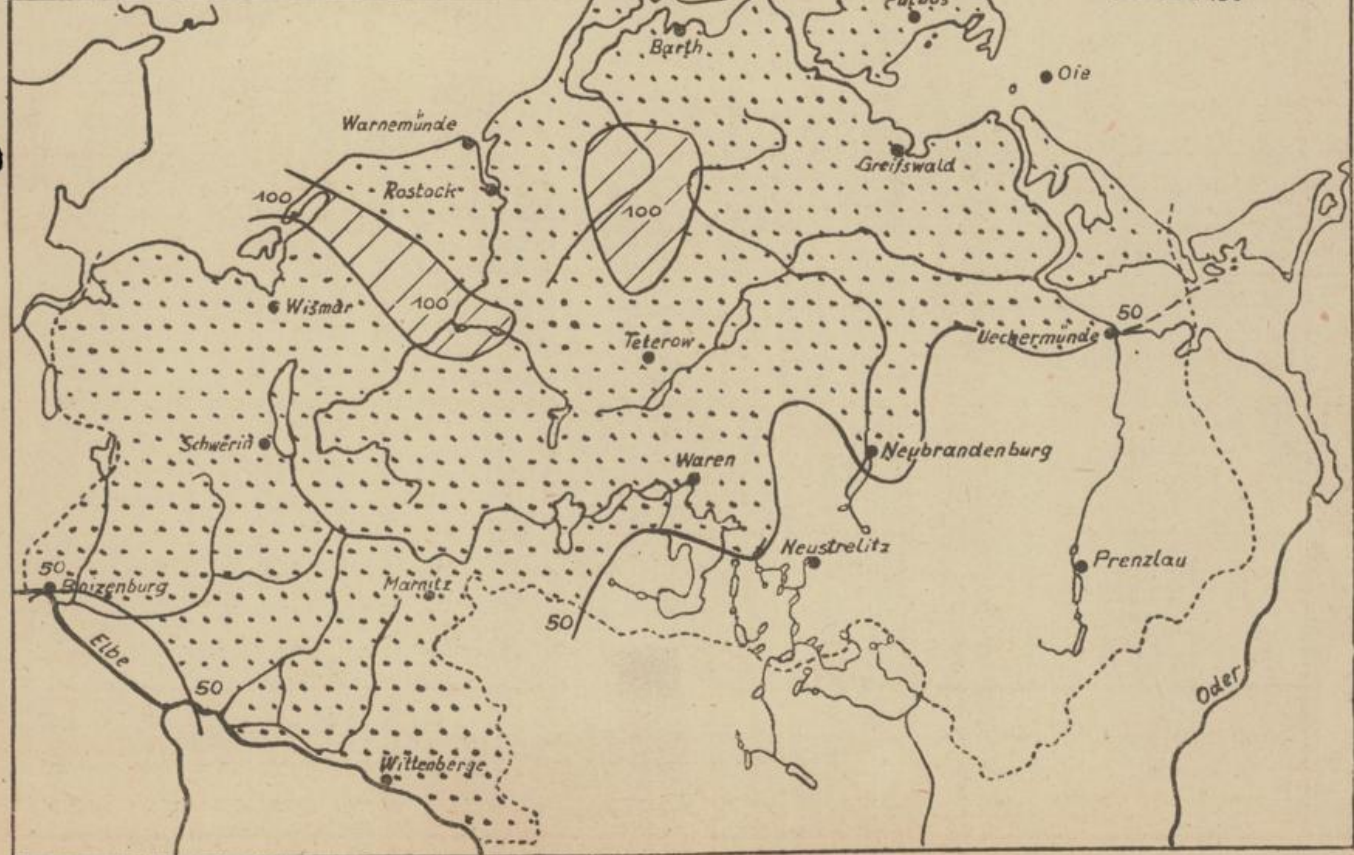 Barth
Oie
Warnemünde
Greifswald
Rostock
100
100
100
Wismar
50
Ueckermünde
Teterow
Schwerin
Neubrandenburg
Waren
Neustrelitz
Prenzlau
50
Boizenburg
Marnitz
50
Elbe
50
Oder
Wittenberge